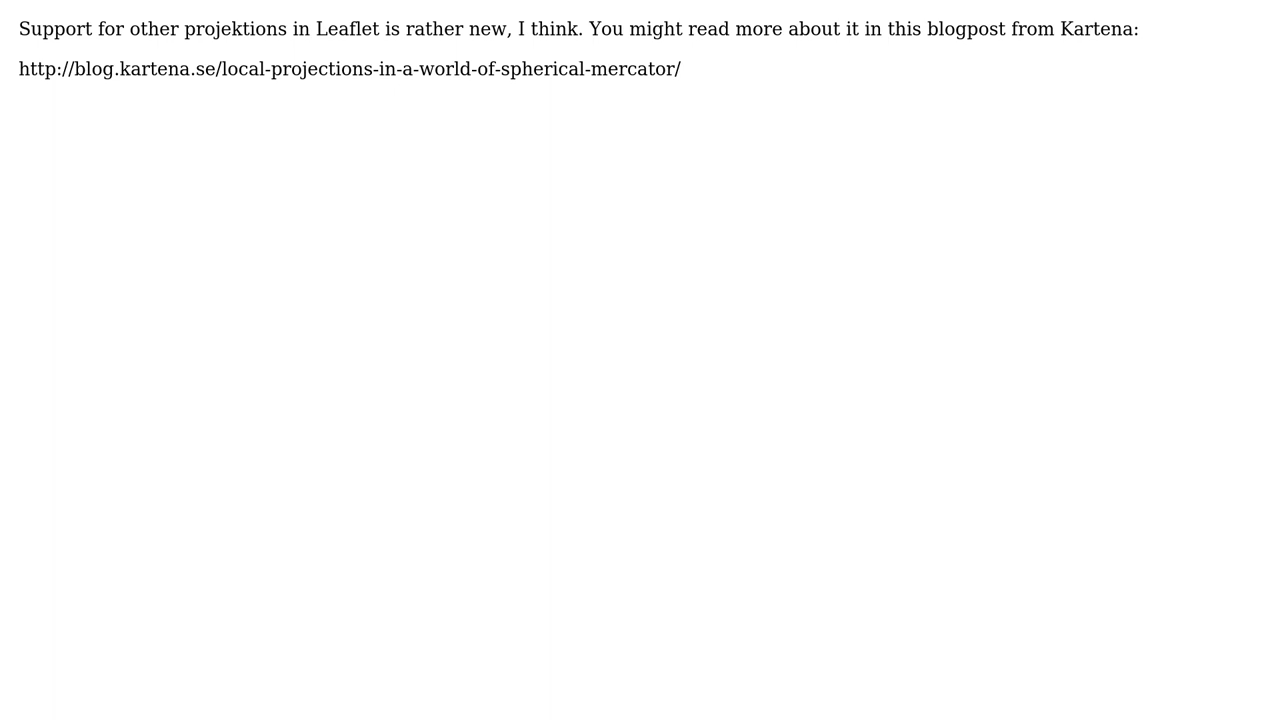 Support for other projektions in Leaflet is rather new, I think. You might read more about it in this blogpost from Kartena:
http://blog.kartena.se/local-projections-in-a-world-of-spherical-mercator/